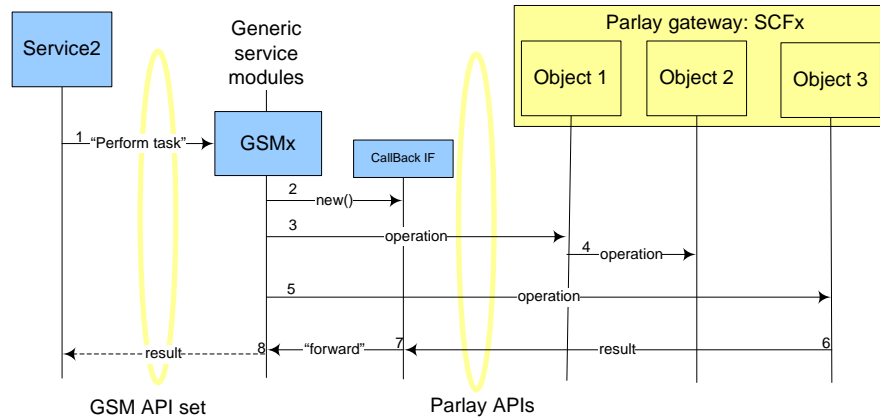 Service2
Generic
service
modules
Parlay gateway: SCFx
Object 1
Object 2
Object 3
1 “Perform task”
GSMx
CallBack IF
2 new()
3 operation
4 operation
5 operation
result 8 “forward” 7 result 6
GSM API set
Parlay APIs